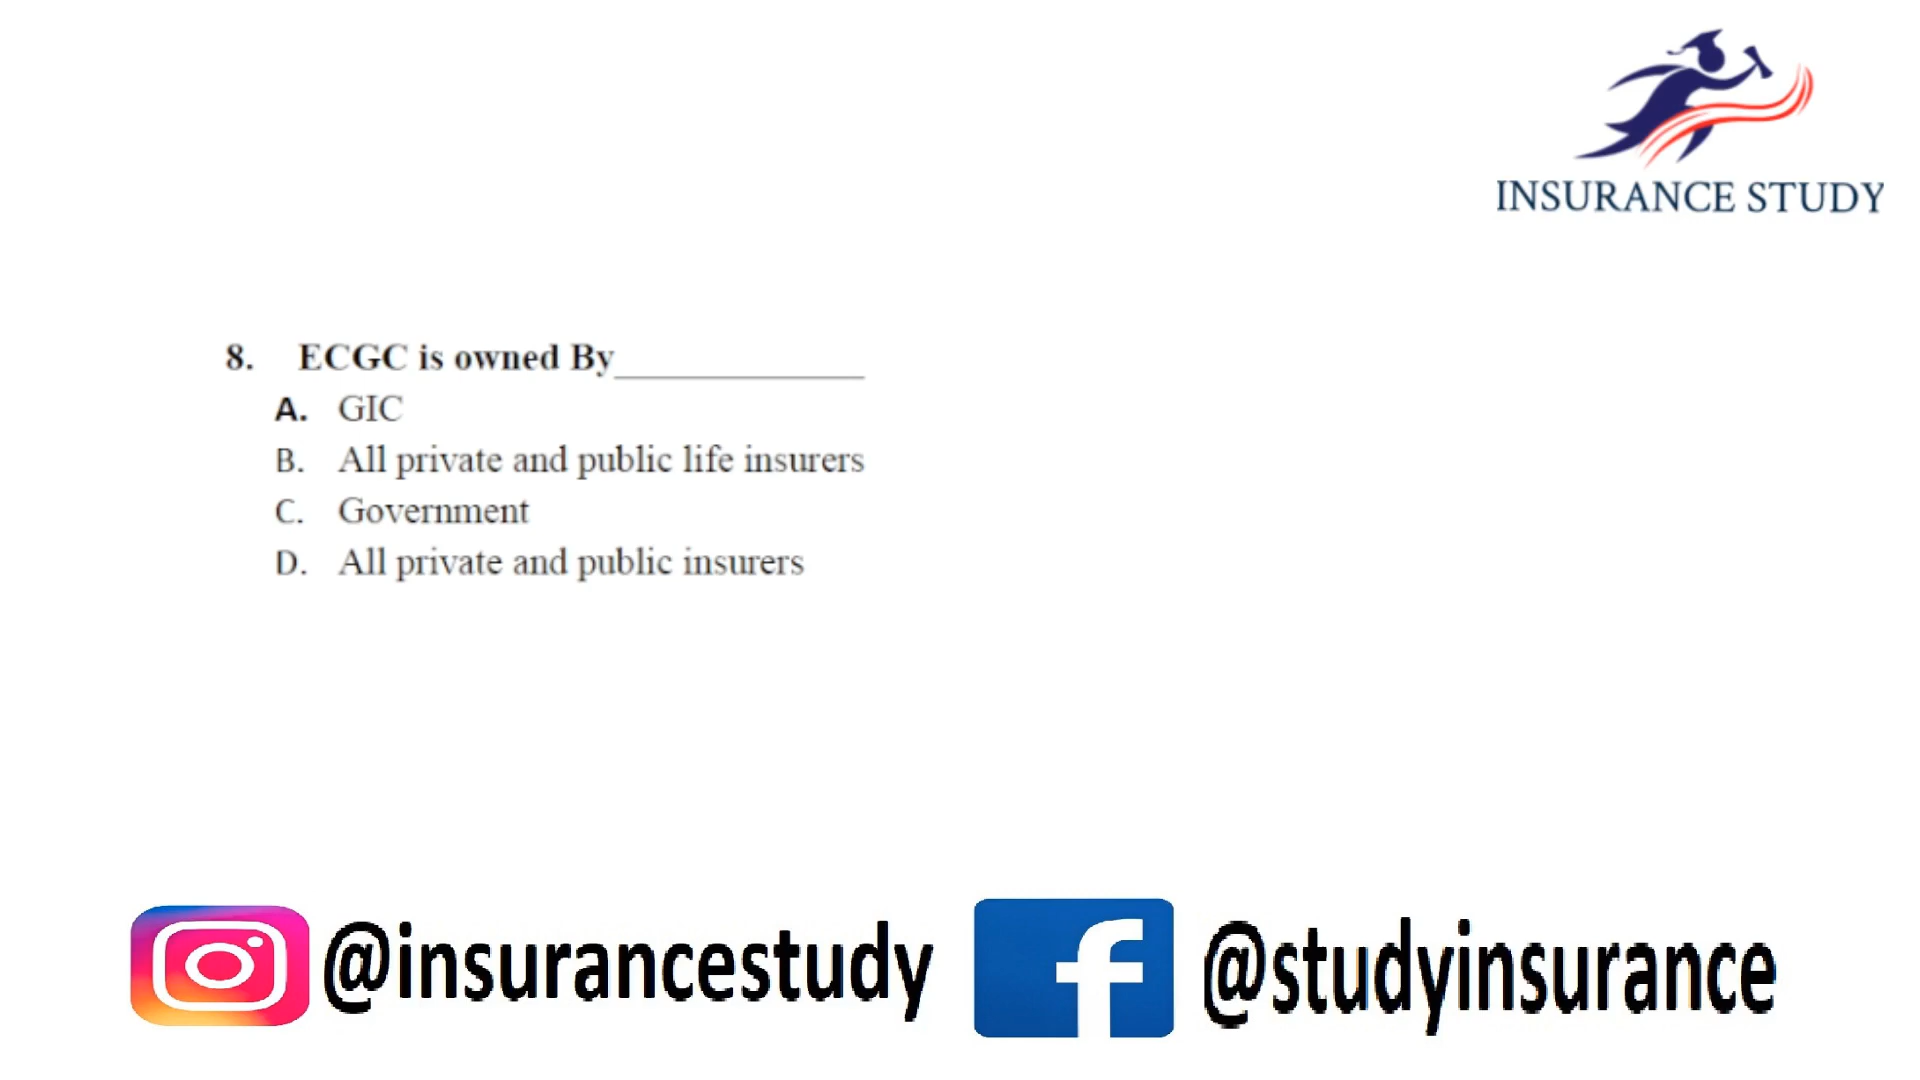 INSURANCE STUDY
8. ECGC is owned By______________
A. GIC
B. All private and public life insurers
C. Government
D. All private and public insurers
@insurancestudy
f @studyinsurance